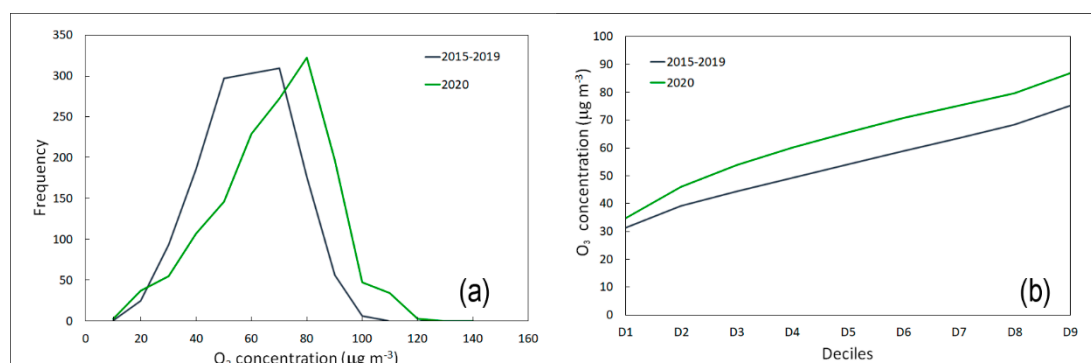 350
300
250
200
150
100
50
0
Frequency
2015-2019
2020
(a)
0 20 40 60 80 100 120 140 160
O₃ concentration (µg m⁻³)
100
90
80
70
60
50
40
30
20
10
0
O₃ concentration (µg m⁻³)
2015-2019
2020
(b)
D1 D2 D3 D4 D5 D6 D7 D8 D9
Deciles